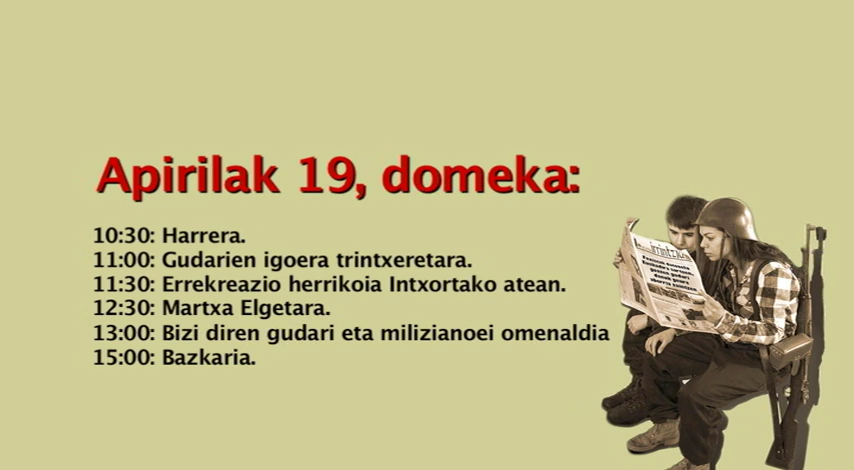 Apirilak 19, domeka:
10:30: Harrera.
11:00: Gudarien igoera trintxeretara.
11:30: Errekreazio herrikoia Intxortako atean.
12:30: Martxa Elgetara.
13:00: Bizi diren gudari eta milizianoei omenaldia
15:00: Bazkaria.
irrintzi